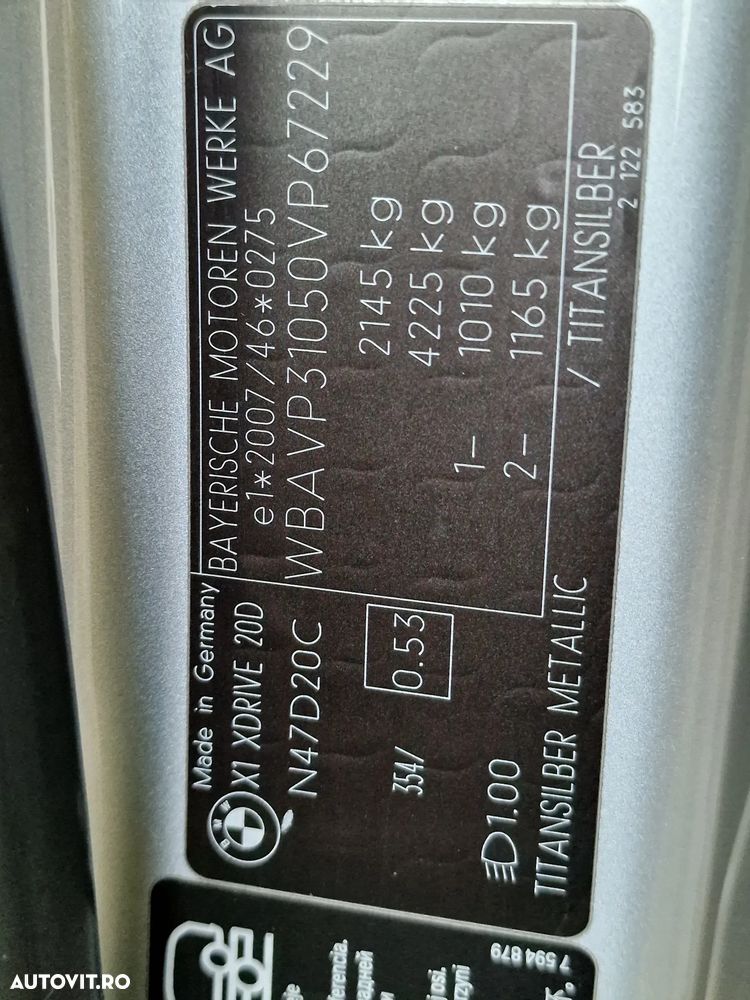 Made in Germany
BMW
X1 XDRIVE 20D
N47D20C
354/ 0.53
1.00
BAYERISCHE MOTOREN WERKE AG
e1*2007/46*0275
WBAVP31050VP67229
2145 kg
4225 kg
1- 1010 kg
2- 1165 kg
TITANSILBER METALLIC / TITANSILBER
2 122 583
ferencia.
7 594 879
AUTOVIT.RO